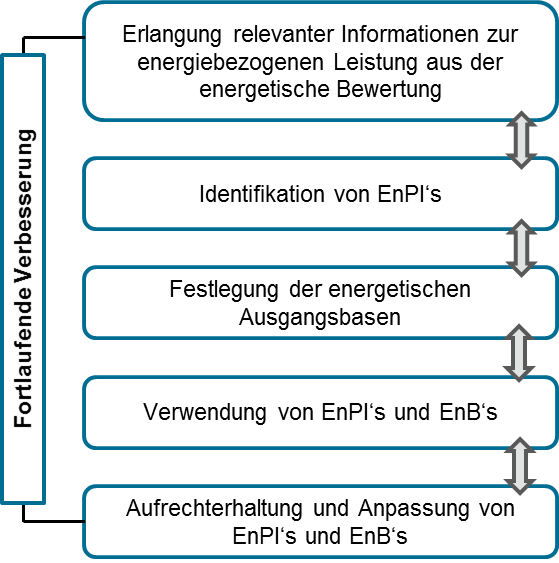 Erlangung relevanter Informationen zur
energiebezogenen Leistung aus der
energetische Bewertung
Fortlaufende Verbesserung
Identifikation von EnPI‘s
Festlegung der energetischen
Ausgangsbasen
Verwendung von EnPI‘s und EnB‘s
Aufrechterhaltung und Anpassung von
EnPI‘s und EnB‘s